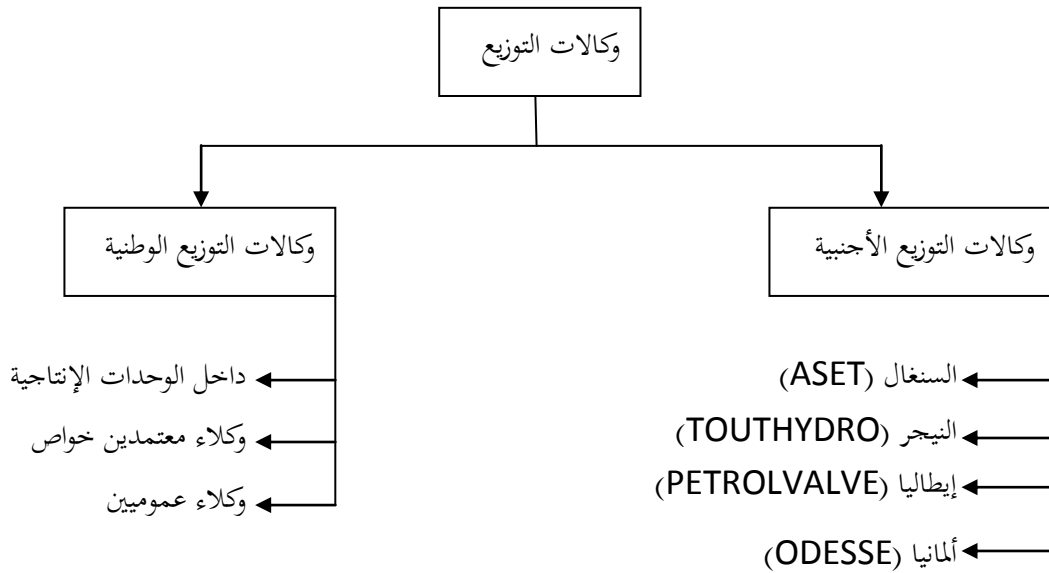 وكالات التوزيع
وكالات التوزيع الأجنبية
وكالات التوزيع الوطنية
السنغال (ASET)
النيجر (TOUTHYDRO)
إيطاليا (PETROLVALVE)
ألمانيا (ODESSE)
داخل الوحدات الإنتاجية
وكلاء معتمدين خواص
وكلاء عموميين